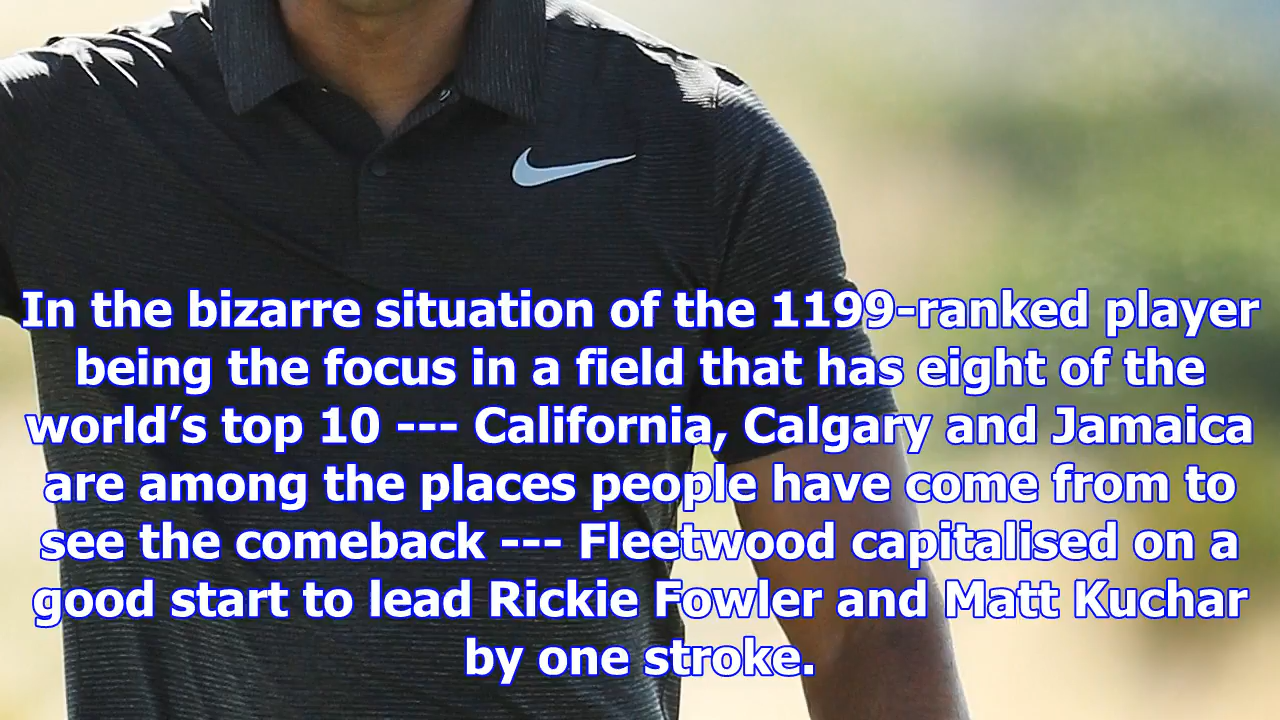 In the bizarre situation of the 1199-ranked player
being the focus in a field that has eight of the
world’s top 10 --- California, Calgary and Jamaica
are among the places people have come from to
see the comeback --- Fleetwood capitalised on a
good start to lead Rickie Fowler and Matt Kuchar
by one stroke.